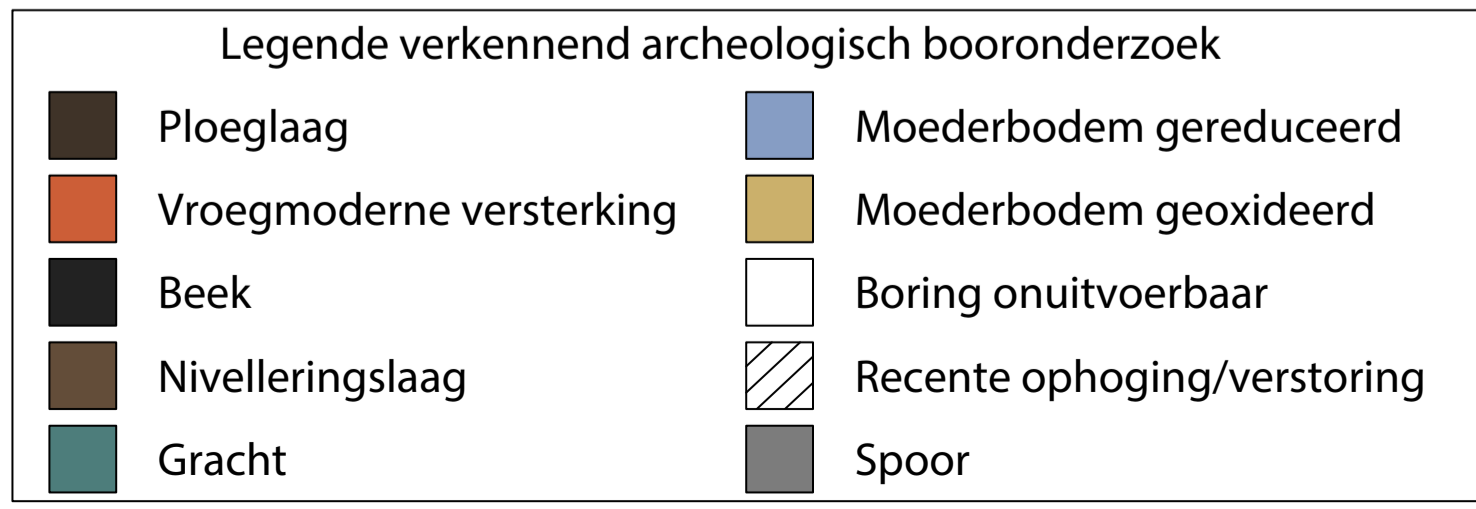 Legende verkennend archeologisch booronderzoek
Ploeglaag
Vroegmoderne versterking
Beek
Nivelleringslaag
Gracht
Moederbodem gereduceerd
Moederbodem geoxideerd
Boring onuitvoerbaar
Recente ophoging/verstoring
Spoor